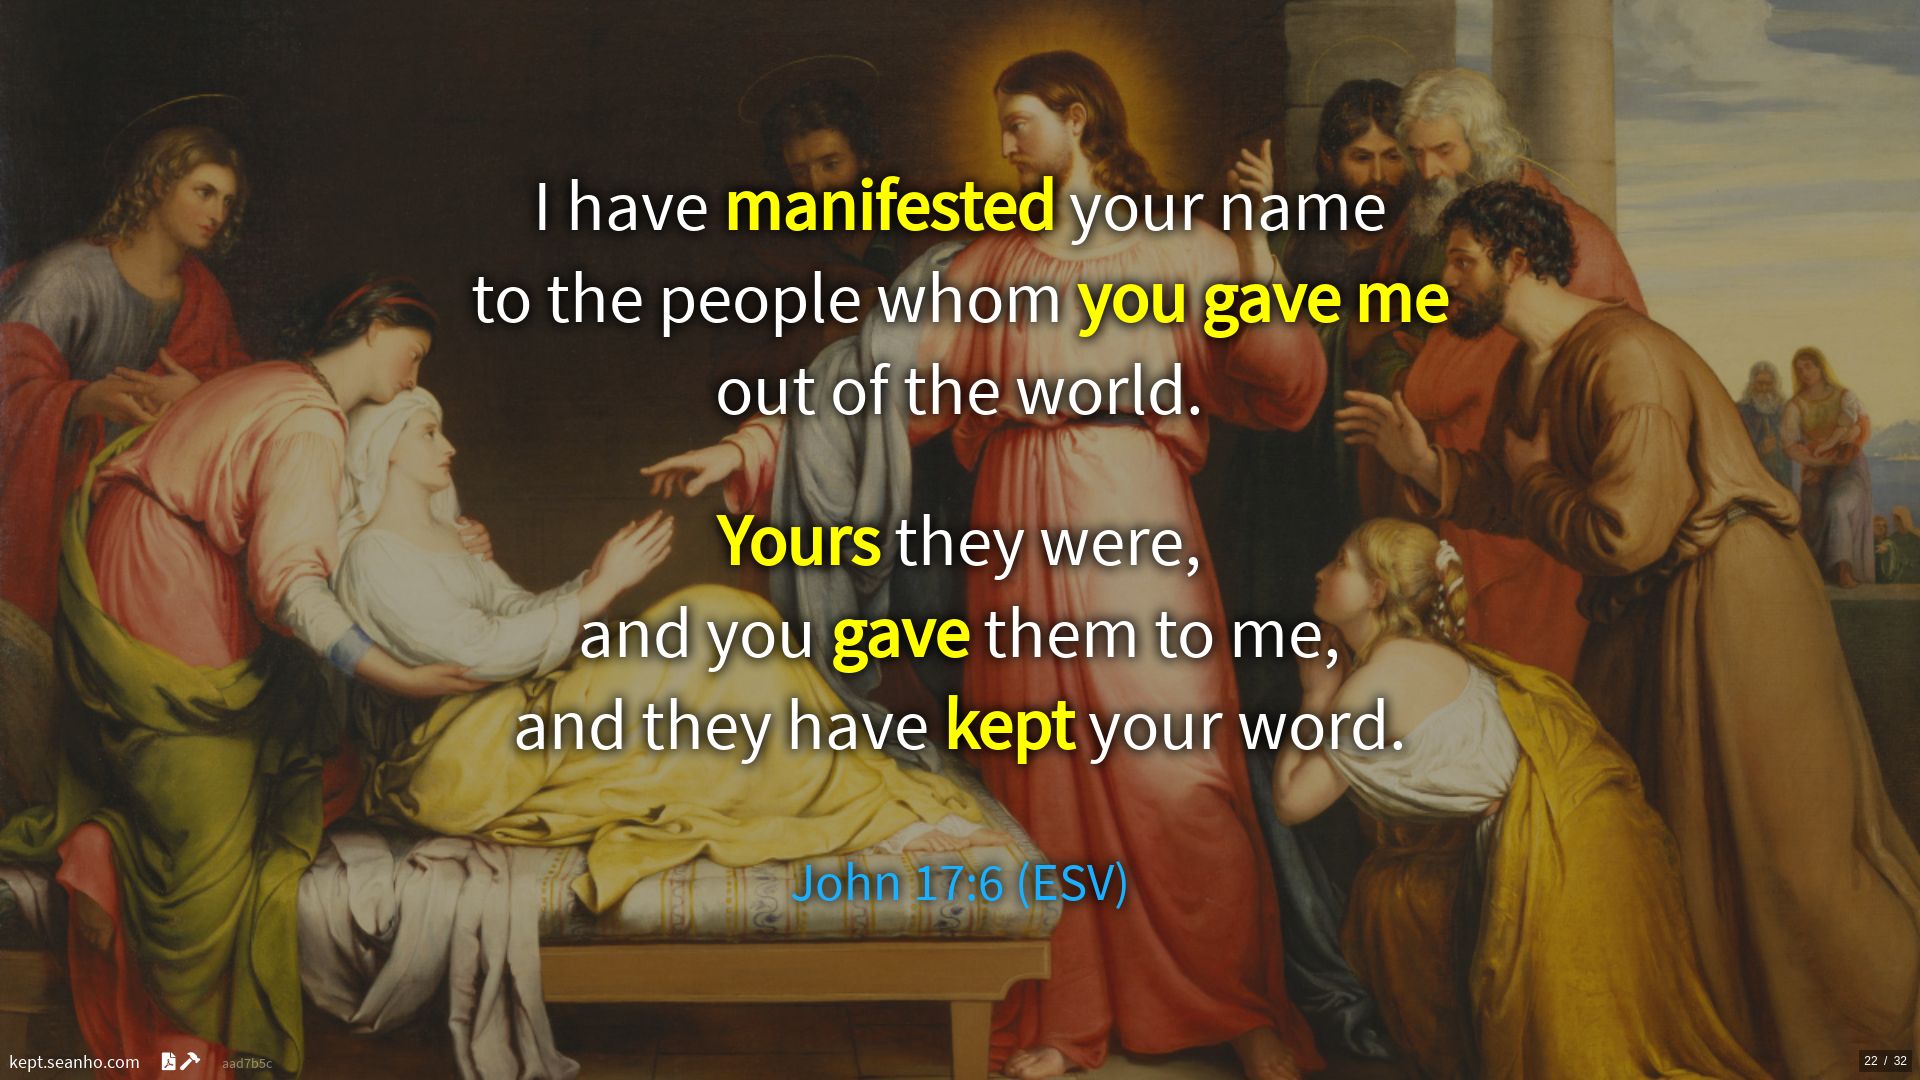 I have manifested your name
to the people whom you gave me
out of the world.
Yours they were,
and you gave them to me,
and they have kept your word.
John 17:6 (ESV)
kept.seanho.com
aad7b5c
22 / 32